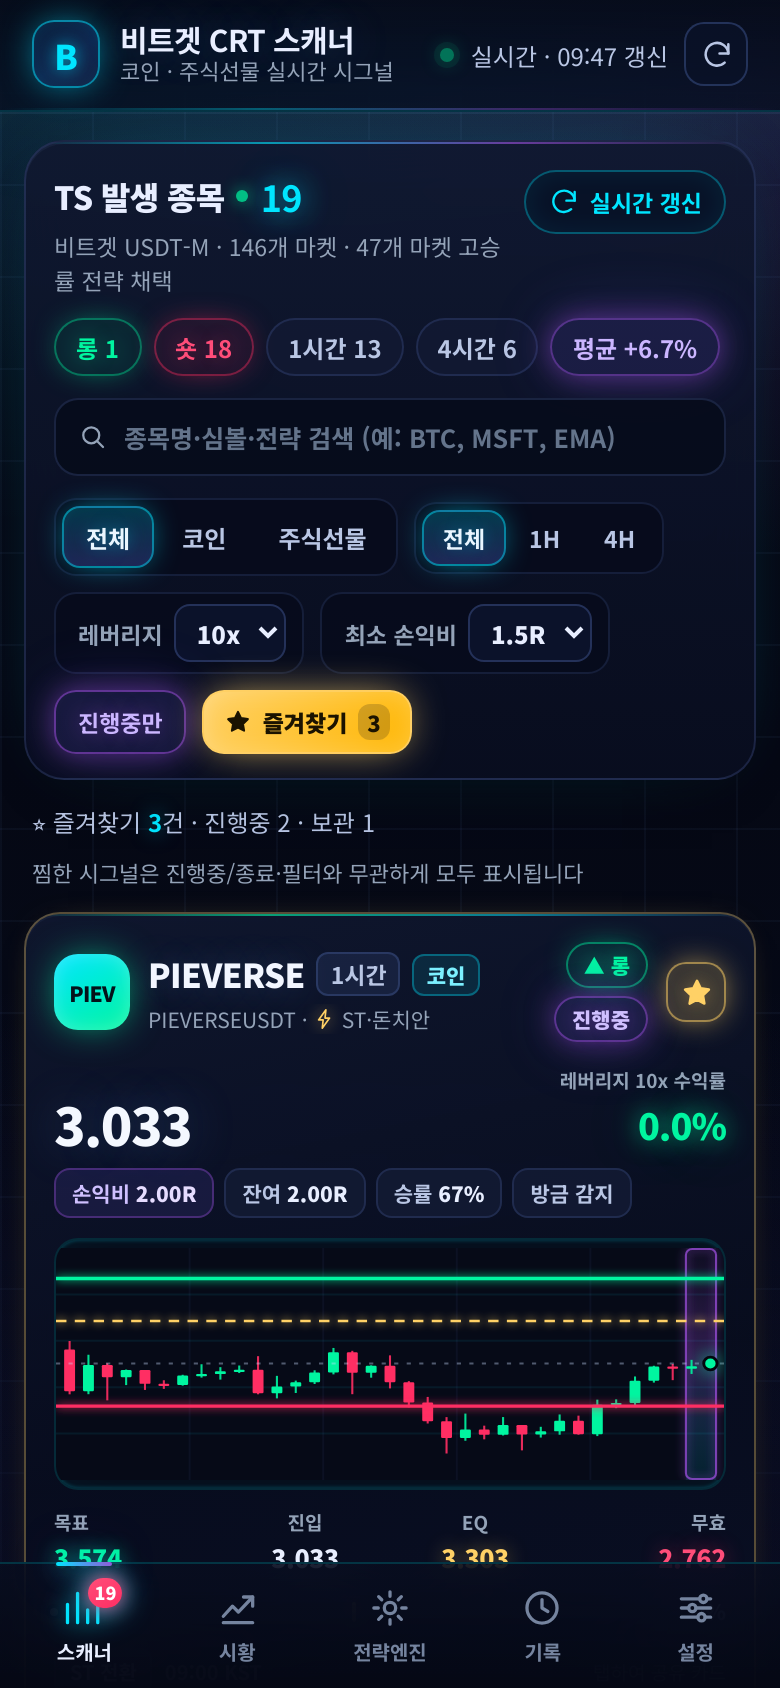 B
비트겟 CRT 스캐너
코인 · 주식선물 실시간 시그널
실시간 · 09:47 갱신
TS 발생 종목 • 19
실시간 갱신
비트겟 USDT-M · 146개 마켓 · 47개 마켓 고승
률 전략 채택
롱 1
숏 18
1시간 13
4시간 6
평균 +6.7%
종목명·심볼·전략 검색 (예: BTC, MSFT, EMA)
전체
코인
주식선물
전체
1H
4H
레버리지
10x
최소 손익비
1.5R
진행중만
★ 즐겨찾기 3
☆ 즐겨찾기 3건 · 진행중 2 · 보관 1
찜한 시그널은 진행중/종료·필터와 무관하게 모두 표시됩니다
PIEV
PIEVERSE
1시간
코인
▲ 롱
PIEVERSEUSDT · ⚡ ST·돈치안
진행중
레버리지 10x 수익률
3.033
0.0%
손익비 2.00R
잔여 2.00R
승률 67%
방금 감지
목표
진입
EQ
무효
3.574
3.033
3.303
2.762
19
스캐너
시황
전략엔진
기록
설정